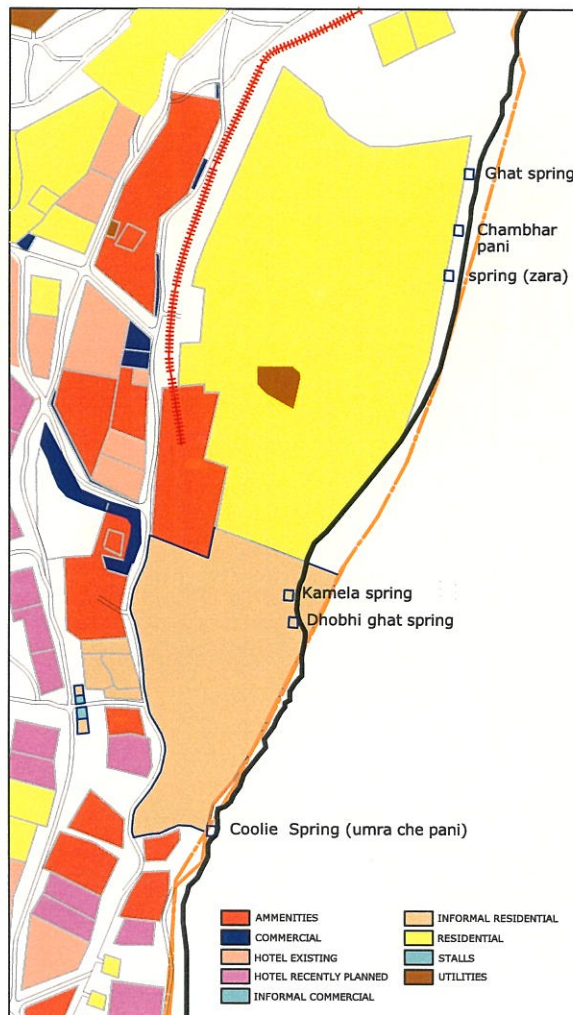 Ghat spring
Chambhar
pani
spring (zara)
Kamela spring
Dhobhi ghat spring
Coolie Spring (umra che pani)
AMMENITIES
COMMERCIAL
HOTEL EXISTING
HOTEL RECENTLY PLANNED
INFORMAL COMMERCIAL
INFORMAL RESIDENTIAL
RESIDENTIAL
STALLS
UTILITIES